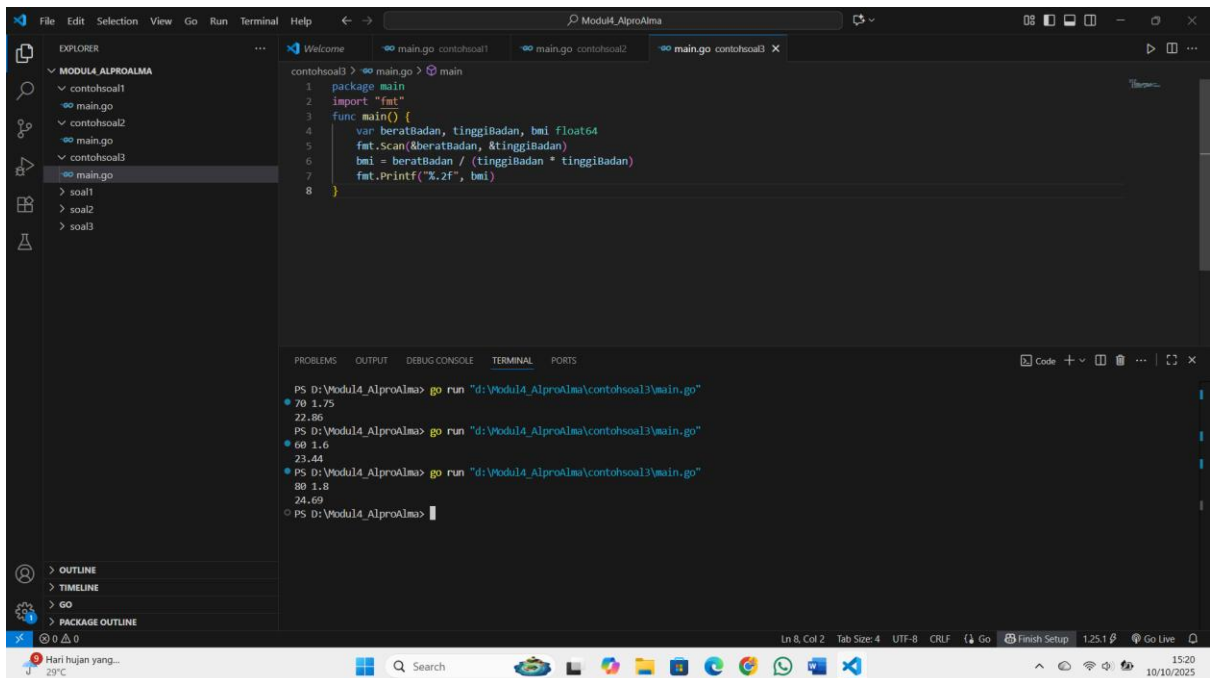 File Edit Selection View Go Run Terminal Help
Modul4_AlproAlma
EXPLORER
MODUL4_ALPROALMA
contohsoal1
main.go
contohsoal2
main.go
contohsoal3
main.go
soal1
soal2
soal3
OUTLINE
TIMELINE
GO
PACKAGE OUTLINE
Welcome main.go contohsoal1 main.go contohsoal2 main.go contohsoal3
contohsoal3 > main.go > main
1 package main
2 import "fmt"
3 func main() {
4 var beratBadan, tinggiBadan, bmi float64
5 fmt.Scan(&beratBadan, &tinggiBadan)
6 bmi = beratBadan / (tinggiBadan * tinggiBadan)
7 fmt.Printf("%.2f", bmi)
8 }
PROBLEMS OUTPUT DEBUG CONSOLE TERMINAL PORTS
Code
PS D:\Modul4_AlproAlma> go run "d:\Modul4_AlproAlma\contohsoal3\main.go"
70 1.75
22.86
PS D:\Modul4_AlproAlma> go run "d:\Modul4_AlproAlma\contohsoal3\main.go"
60 1.6
23.44
PS D:\Modul4_AlproAlma> go run "d:\Modul4_AlproAlma\contohsoal3\main.go"
80 1.8
24.69
PS D:\Modul4_AlproAlma>
0 0 Ln 8, Col 2 Tab Size: 4 UTF-8 CRLF Go Finish Setup 1.25.1 Go Live
9 Hari hujan yang...
29°C
Search
15:20
10/10/2025